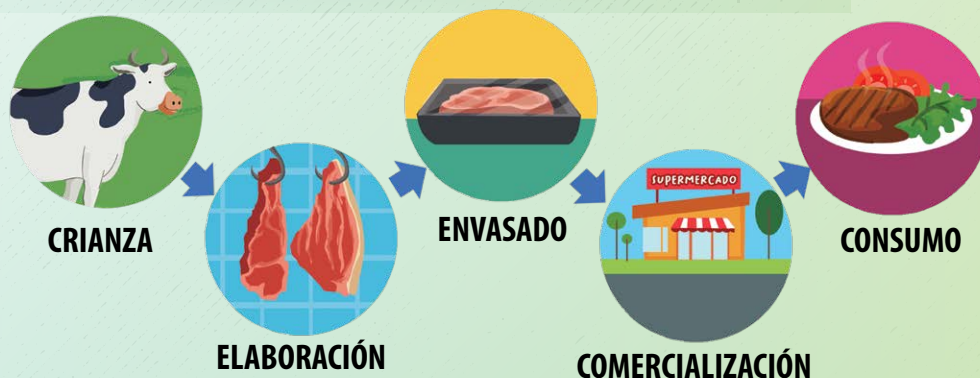 CRIANZA
ELABORACIÓN
ENVASADO
SUPERMERCADO
COMERCIALIZACIÓN
CONSUMO